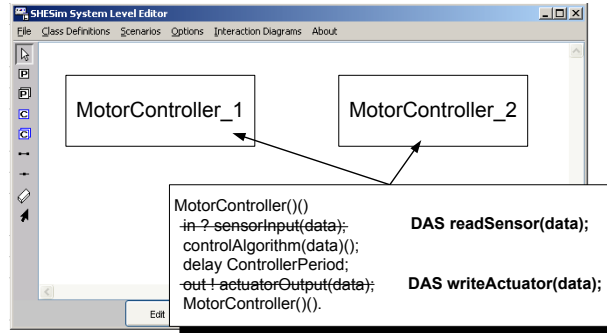 SHESim System Level Editor
File Class Definitions Scenarios Options Interaction Diagrams About
P
P
C
C
MotorController_1 MotorController_2
MotorController()()
in ? sensorInput(data); DAS readSensor(data);
controlAlgorithm(data)();
delay ControllerPeriod;
out ! actuatorOutput(data); DAS writeActuator(data);
MotorController()().
Edit